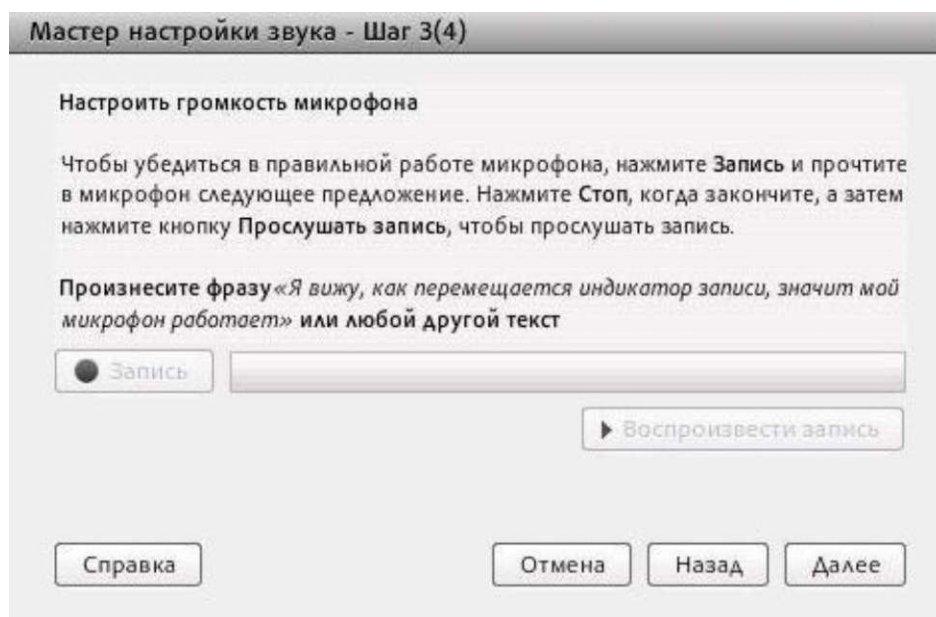 Мастер настройки звука - Шаг 3(4)
Настроить громкость микрофона
Чтобы убедиться в правильной работе микрофона, нажмите Запись и прочтите
в микрофон следующее предложение. Нажмите Стоп, когда закончите, а затем
нажмите кнопку Прослушать запись, чтобы прослушать запись.
Произнесите фразу «Я вижу, как перемещается индикатор записи, значит мой
микрофон работает» или любой другой текст
Запись
Воспроизвести запись
Справка Отмена Назад Далее